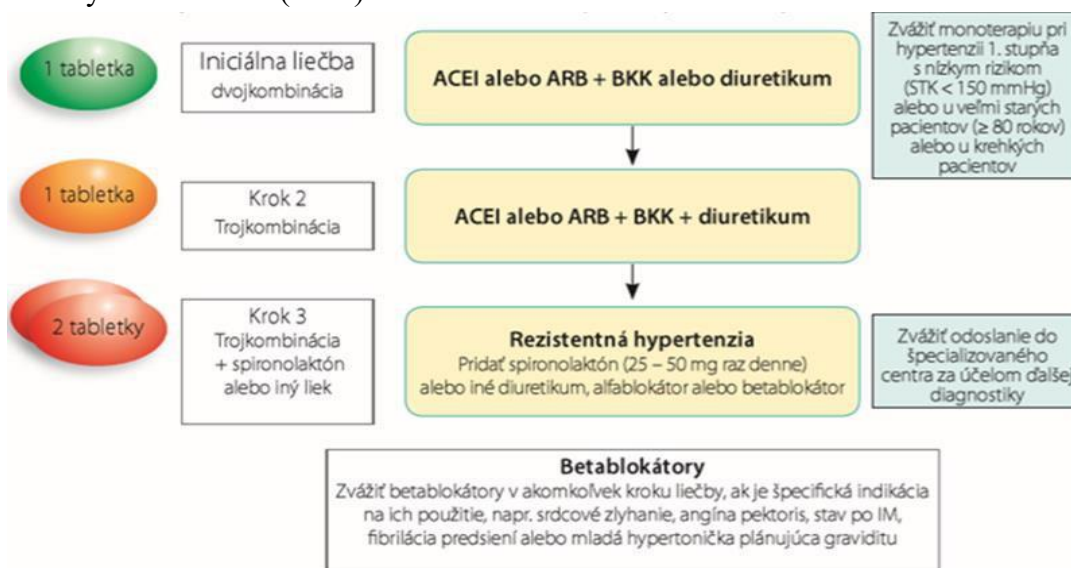 1 tabletka
Iniciálna liečba
dvojkombinácia
ACEI alebo ARB + BKK alebo diuretikum
Zvážiť monoterapiu pri
hypertenzii 1. stupňa
s nízkym rizikom
(STK < 150 mmHg)
alebo u veľmi starých
pacientov (≥ 80 rokov)
alebo u krehkých
pacientov
1 tabletka
Krok 2
Trojkombinácia
ACEI alebo ARB + BKK + diuretikum
2 tabletky
Krok 3
Trojkombinácia
+ spironolaktón
alebo iný liek
Rezistentná hypertenzia
Pridať spironolaktón (25 – 50 mg raz denne)
alebo iné diuretikum, alfablokátor alebo betablokátor
Zvážiť odoslanie do
špecializovaného
centra za účelom ďalšej
diagnostiky
Betablokátory
Zvážiť betablokátory v akomkoľvek kroku liečby, ak je špecifická indikácia
na ich použitie, napr. srdcové zlyhanie, angína pektoris, stav po IM,
fibrilácia predsiení alebo mladá hypertonička plánujúca graviditu